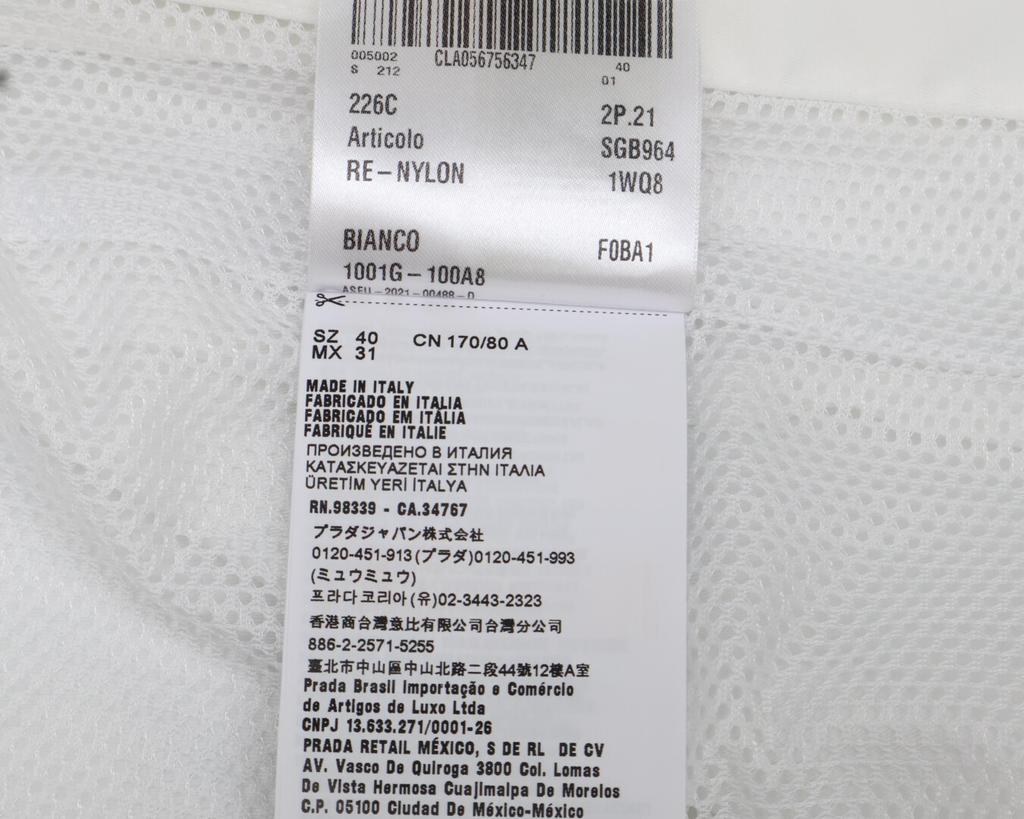 005002 CLA056756347 40
S 212 01
226C 2P.21
Articolo SGB964
RE-NYLON 1WQ8
BIANCO F0BA1
1001G-100A8
ASEU-2021-00488-D
SZ 40 CN 170/80 A
MX 31
MADE IN ITALY
FABRICADO EN ITALIA
FABRICADO EM ITÁLIA
FABRIQUÉ EN ITALIE
ПРОИЗВЕДЕНО В ИТАЛИЯ
ΚΑΤΑΣΚΕΥΑΖΕΤΑΙ ΣΤΗΝ ΙΤΑΛΙΑ
ÜRETİM YERİ İTALYA
RN.98339 - CA.34767
プラダジャパン株式会社
0120-451-913(プラダ)0120-451-993
(ミュウミュウ)
프라다코리아(유)02-3443-2323
香港商台灣意比有限公司台灣分公司
886-2-2571-5255
臺北市中山區中山北路二段44號12樓A室
Prada Brasil Importação e Comércio
de Artigos de Luxo Ltda
CNPJ 13.633.271/0001-26
PRADA RETAIL MÉXICO, S DE RL DE CV
AV. Vasco De Quiroga 3800 Col. Lomas
De Vista Hermosa Cuajimalpa De Morelos
C.P. 05100 Ciudad De México-México